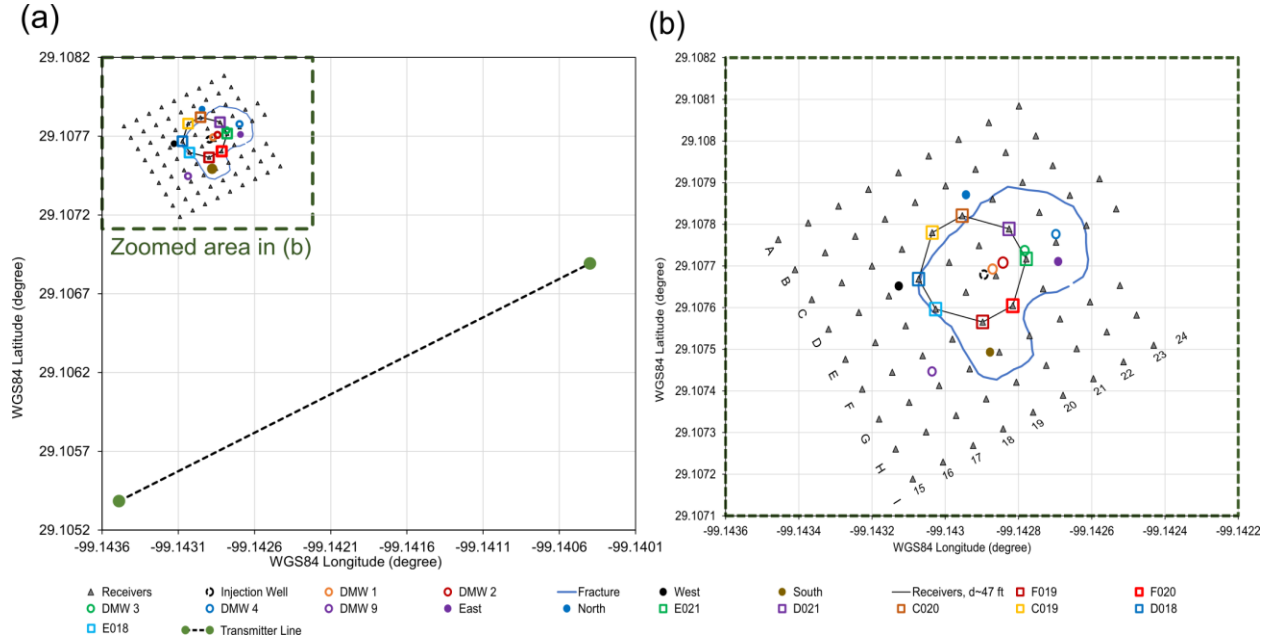 (a)
29.1082
29.1077
29.1072
29.1067
29.1062
29.1057
29.1052
WGS84 Latitude (degree)
Zoomed area in (b)
-99.1436 -99.1431 -99.1426 -99.1421 -99.1416 -99.1411 -99.1406 -99.1401
WGS84 Longitude (degree)
(b)
29.1082
29.1081
29.108
29.1079
29.1078
29.1077
29.1076
29.1075
29.1074
29.1073
29.1072
29.1071
WGS84 Latitude (degree)
A
B
C
D
E
F
G
H
I
15
16
17
18
19
20
21
22
23
24
-99.1436 -99.1434 -99.1432 -99.143 -99.1428 -99.1426 -99.1424 -99.1422
WGS84 Longitude (degree)
Receivers Injection Well DMW 1 DMW 2 Fracture West South Receivers, d~47 ft F019 F020
DMW 3 DMW 4 DMW 9 East North E021 D021 C020 C019 D018
E018 Transmitter Line